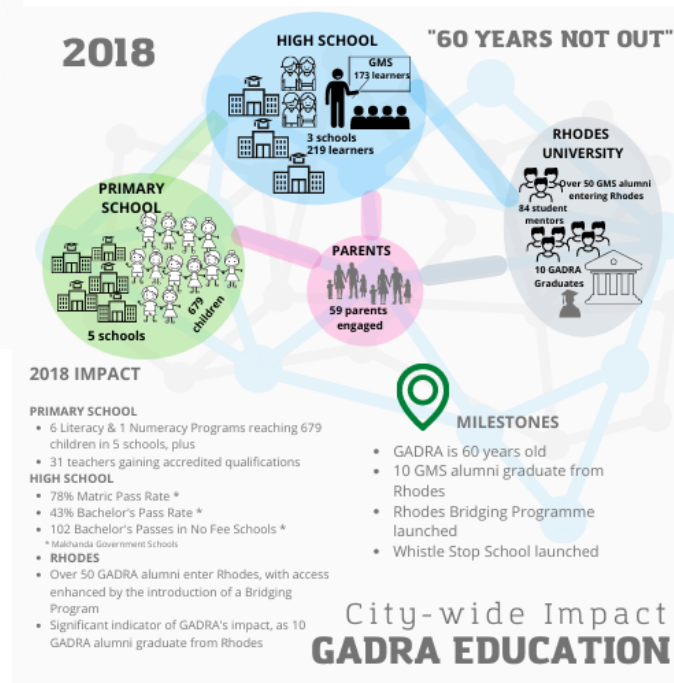 2018
"60 YEARS NOT OUT"
HIGH SCHOOL
GMS
173 learners
3 schools
219 learners
RHODES
UNIVERSITY
Over 50 GMS alumni
entering Rhodes
84 student
mentors
10 GADRA
Graduates
PRIMARY
SCHOOL
679
children
5 schools
PARENTS
59 parents
engaged
2018 IMPACT
PRIMARY SCHOOL
• 6 Literacy & 1 Numeracy Programs reaching 679
children in 5 schools, plus
• 31 teachers gaining accredited qualifications
HIGH SCHOOL
• 78% Matric Pass Rate *
• 43% Bachelor's Pass Rate *
• 102 Bachelor's Passes in No Fee Schools *
* Makhanda Government Schools
• RHODES
• Over 50 GADRA alumni enter Rhodes, with access
enhanced by the introduction of a Bridging
Program
• Significant indicator of GADRA's impact, as 10
GADRA alumni graduate from Rhodes
MILESTONES
• GADRA is 60 years old
• 10 GMS alumni graduate from
Rhodes
• Rhodes Bridging Programme
launched
• Whistle Stop School launched
City-wide Impact
GADRA EDUCATION